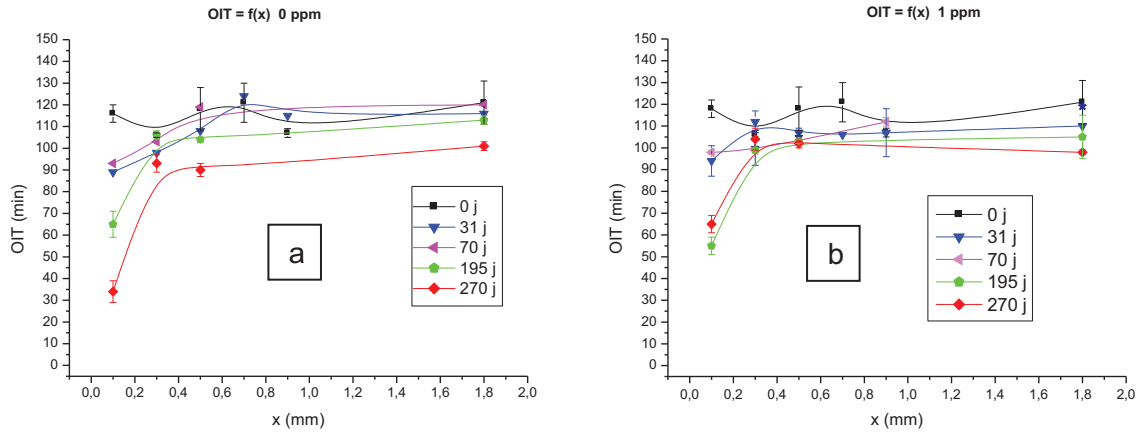 OIT = f(x)  0 ppm
150
140
130
120
110
100
90
80
70
60
50
40
30
20
10
0
OIT (min)
a
0 j
31 j
70 j
195 j
270 j
0,0 0,2 0,4 0,6 0,8 1,0 1,2 1,4 1,6 1,8 2,0
x (mm)
OIT = f(x)  1 ppm
150
140
130
120
110
100
90
80
70
60
50
40
30
20
10
0
OIT (min)
b
0 j
31 j
70 j
195 j
270 j
0,0 0,2 0,4 0,6 0,8 1,0 1,2 1,4 1,6 1,8 2,0
x (mm)